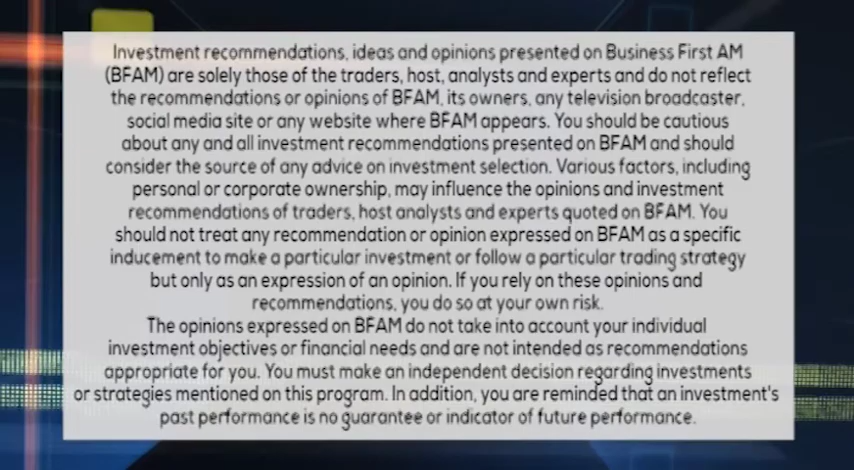 Investment recommendations, ideas and opinions presented on Business First AM
(BFAM) are solely those of the traders, host, analysts and experts and do not reflect
the recommendations or opinions of BFAM, its owners, any television broadcaster,
social media site or any website where BFAM appears. You should be cautious
about any and all investment recommendations presented on BFAM and should
consider the source of any advice on investment selection. Various factors, including
personal or corporate ownership, may influence the opinions and investment
recommendations of traders, host analysts and experts quoted on BFAM. You
should not treat any recommendation or opinion expressed on BFAM as a specific
inducement to make a particular investment or follow a particular trading strategy
but only as an expression of an opinion. If you rely on these opinions and
recommendations, you do so at your own risk.
The opinions expressed on BFAM do not take into account your individual
investment objectives or financial needs and are not intended as recommendations
appropriate for you. You must make an independent decision regarding investments
or strategies mentioned on this program. In addition, you are reminded that an investment's
past performance is no guarantee or indicator of future performance.